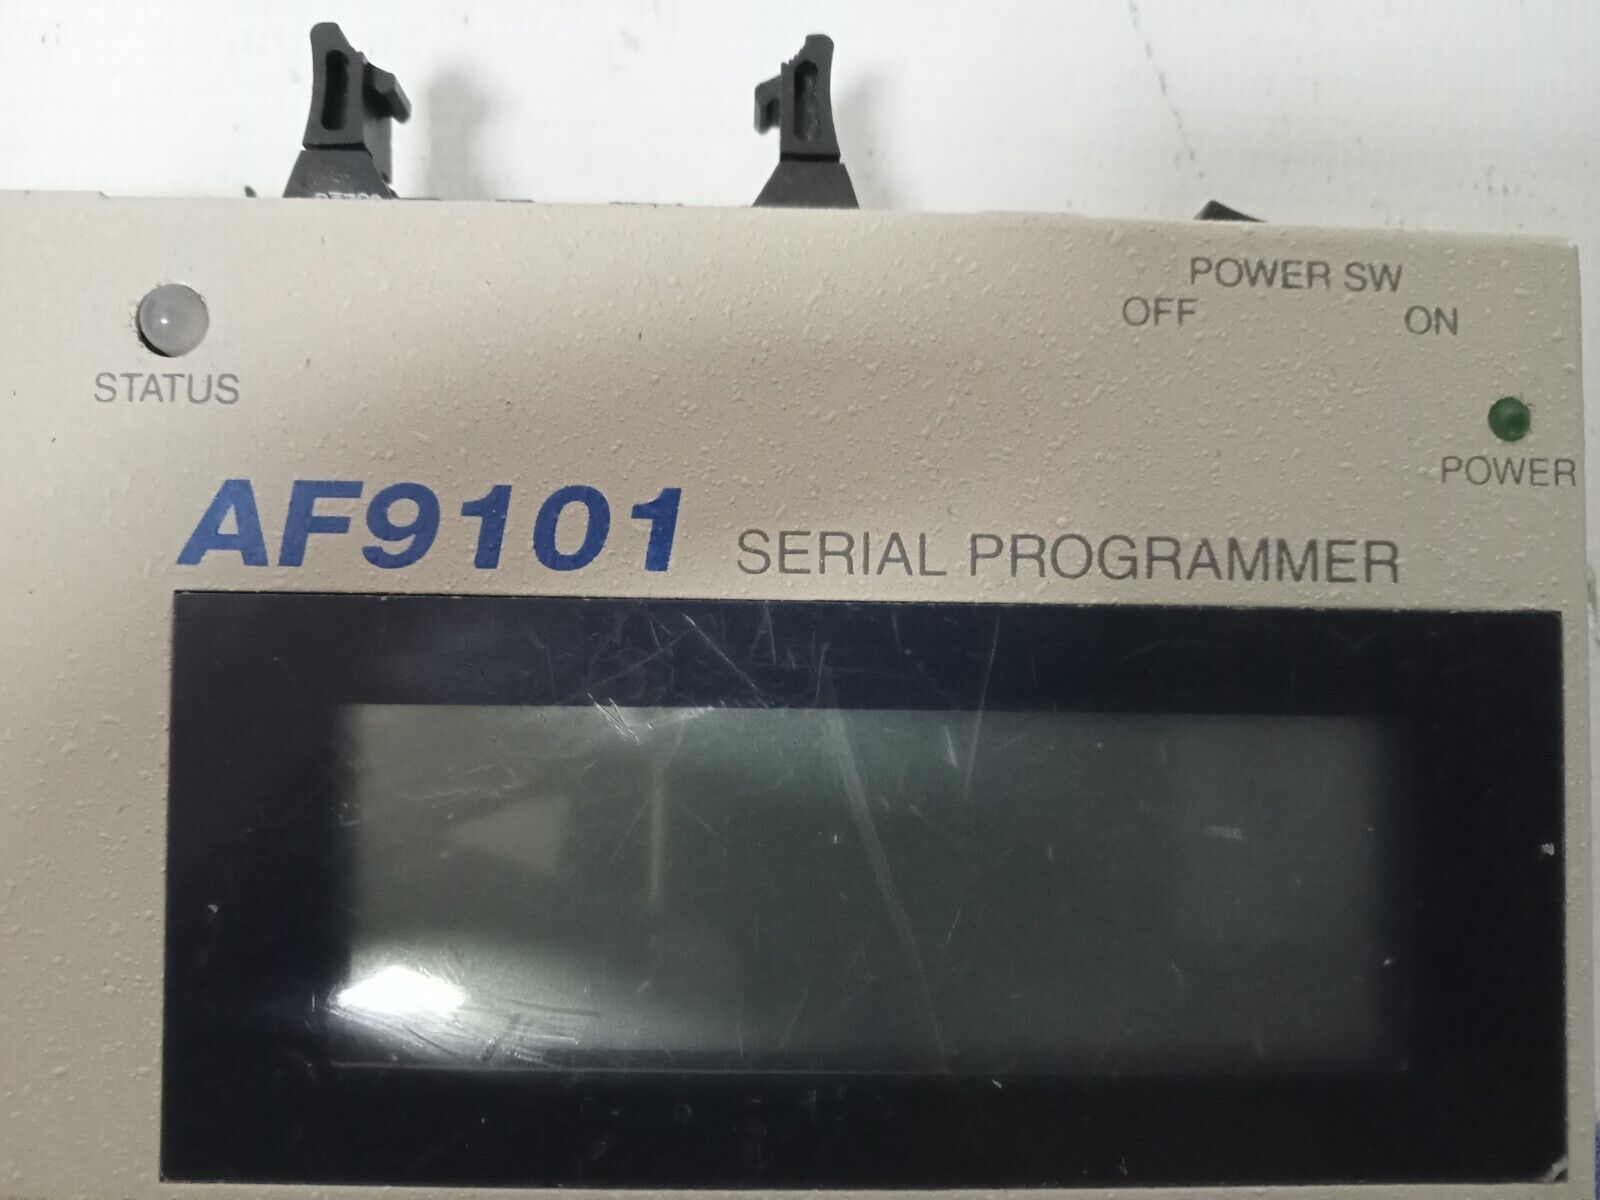 POWER SW
OFF ON
STATUS
POWER
AF9101 SERIAL PROGRAMMER